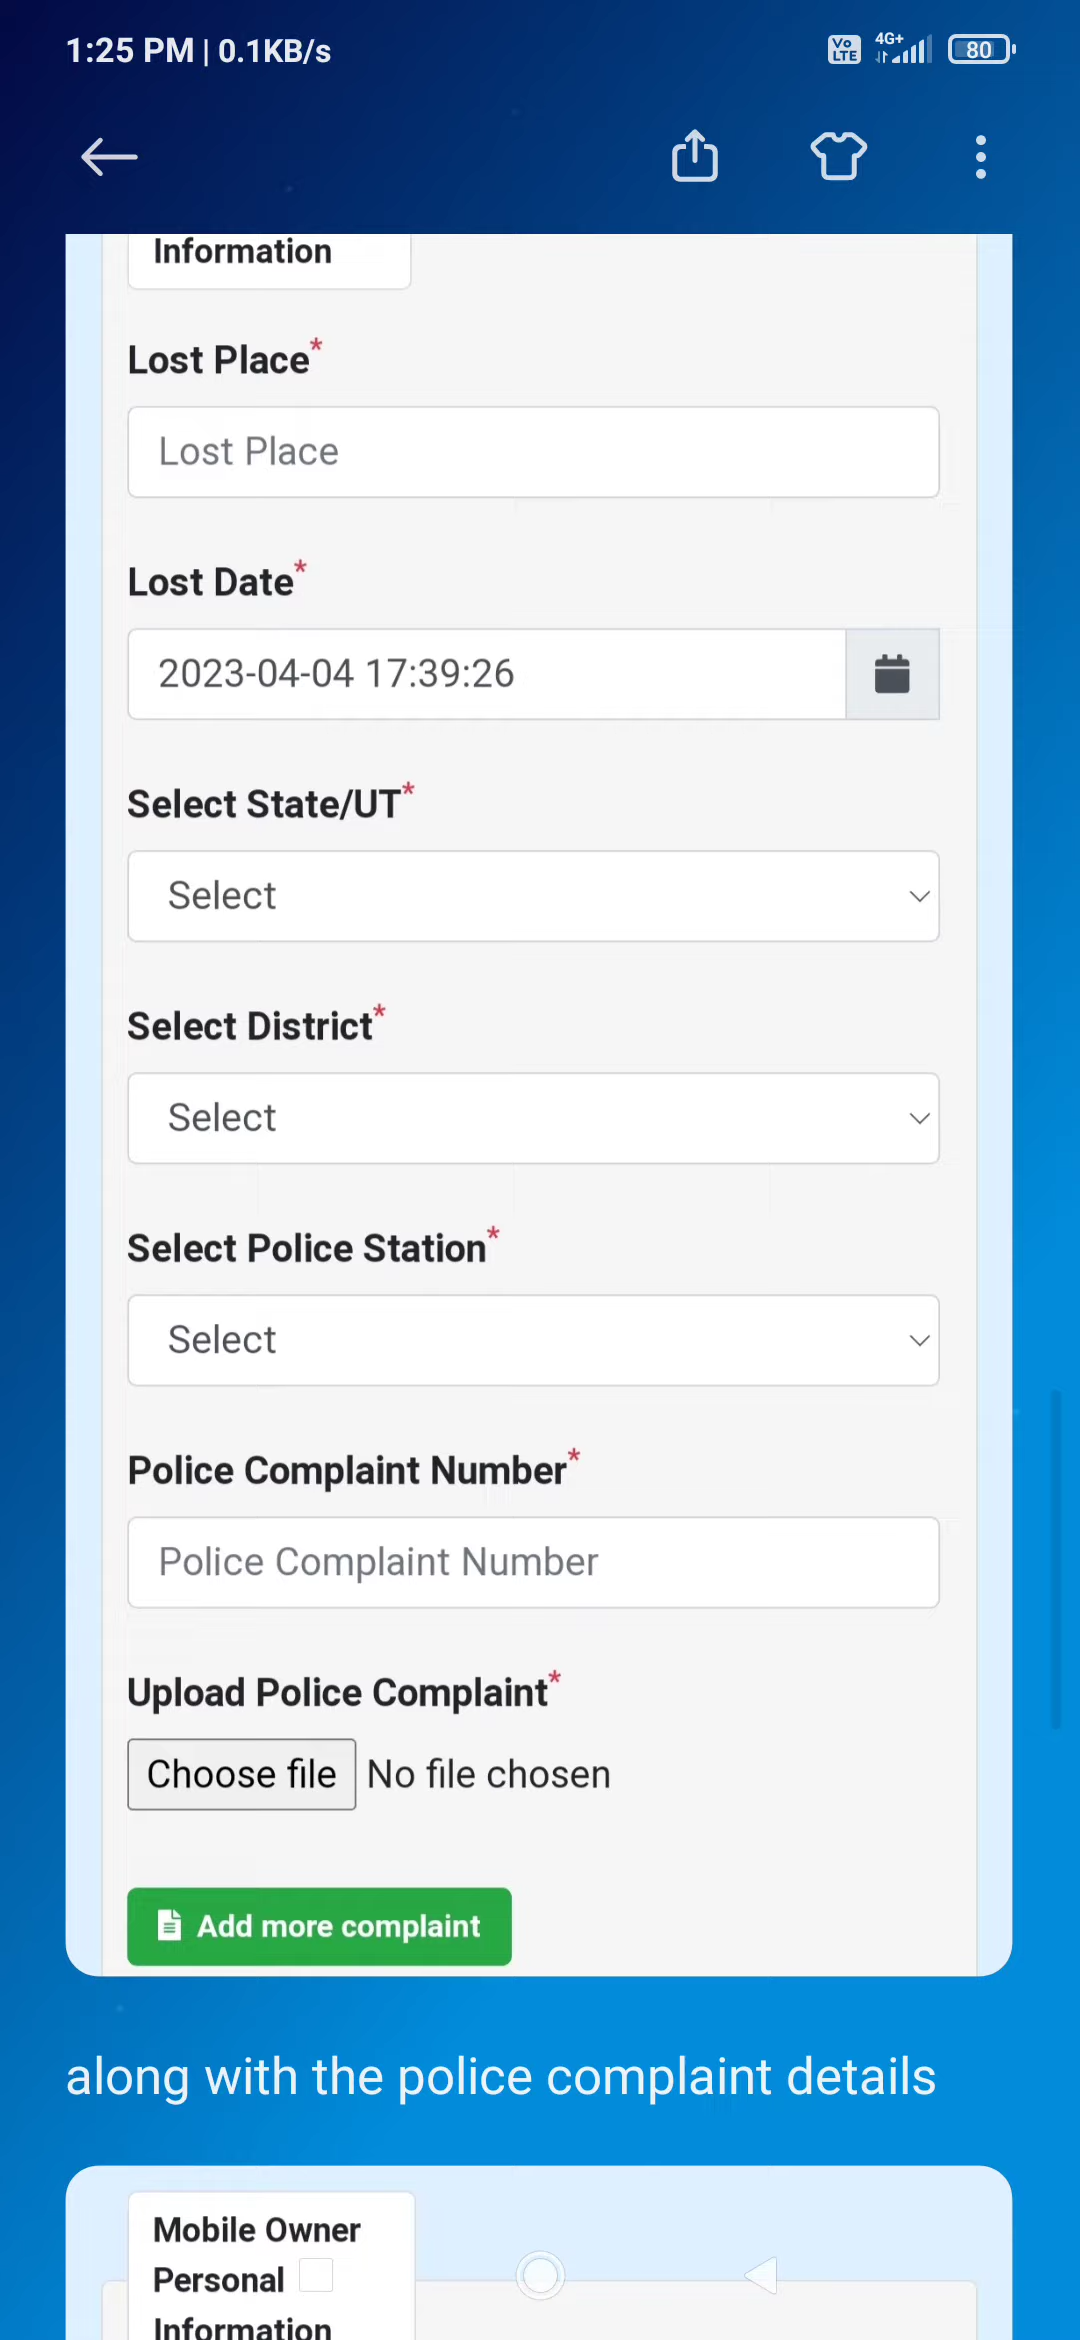 1:25 PM | 0.1KB/s
Vo LTE 4G+ 80
Information
Lost Place*
Lost Place
Lost Date*
2023-04-04 17:39:26
Select State/UT*
Select
Select District*
Select
Select Police Station*
Select
Police Complaint Number*
Police Complaint Number
Upload Police Complaint*
Choose file No file chosen
Add more complaint
along with the police complaint details
Mobile Owner
Personal
Information